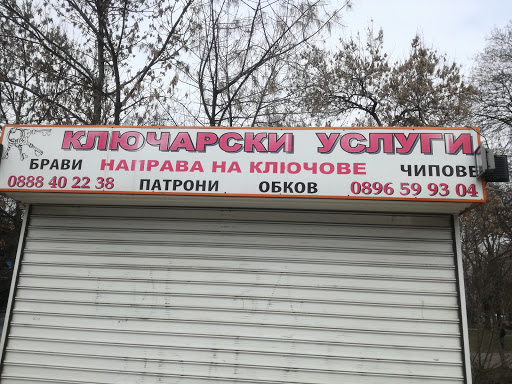 КЛЮЧАРСКИ УСЛУГИ
БРАВИ НАПРАВА НА КЛЮЧОВЕ ЧИПОВЕ
0888 40 22 38 ПАТРОНИ ОБКОВ 0896 59 93 04